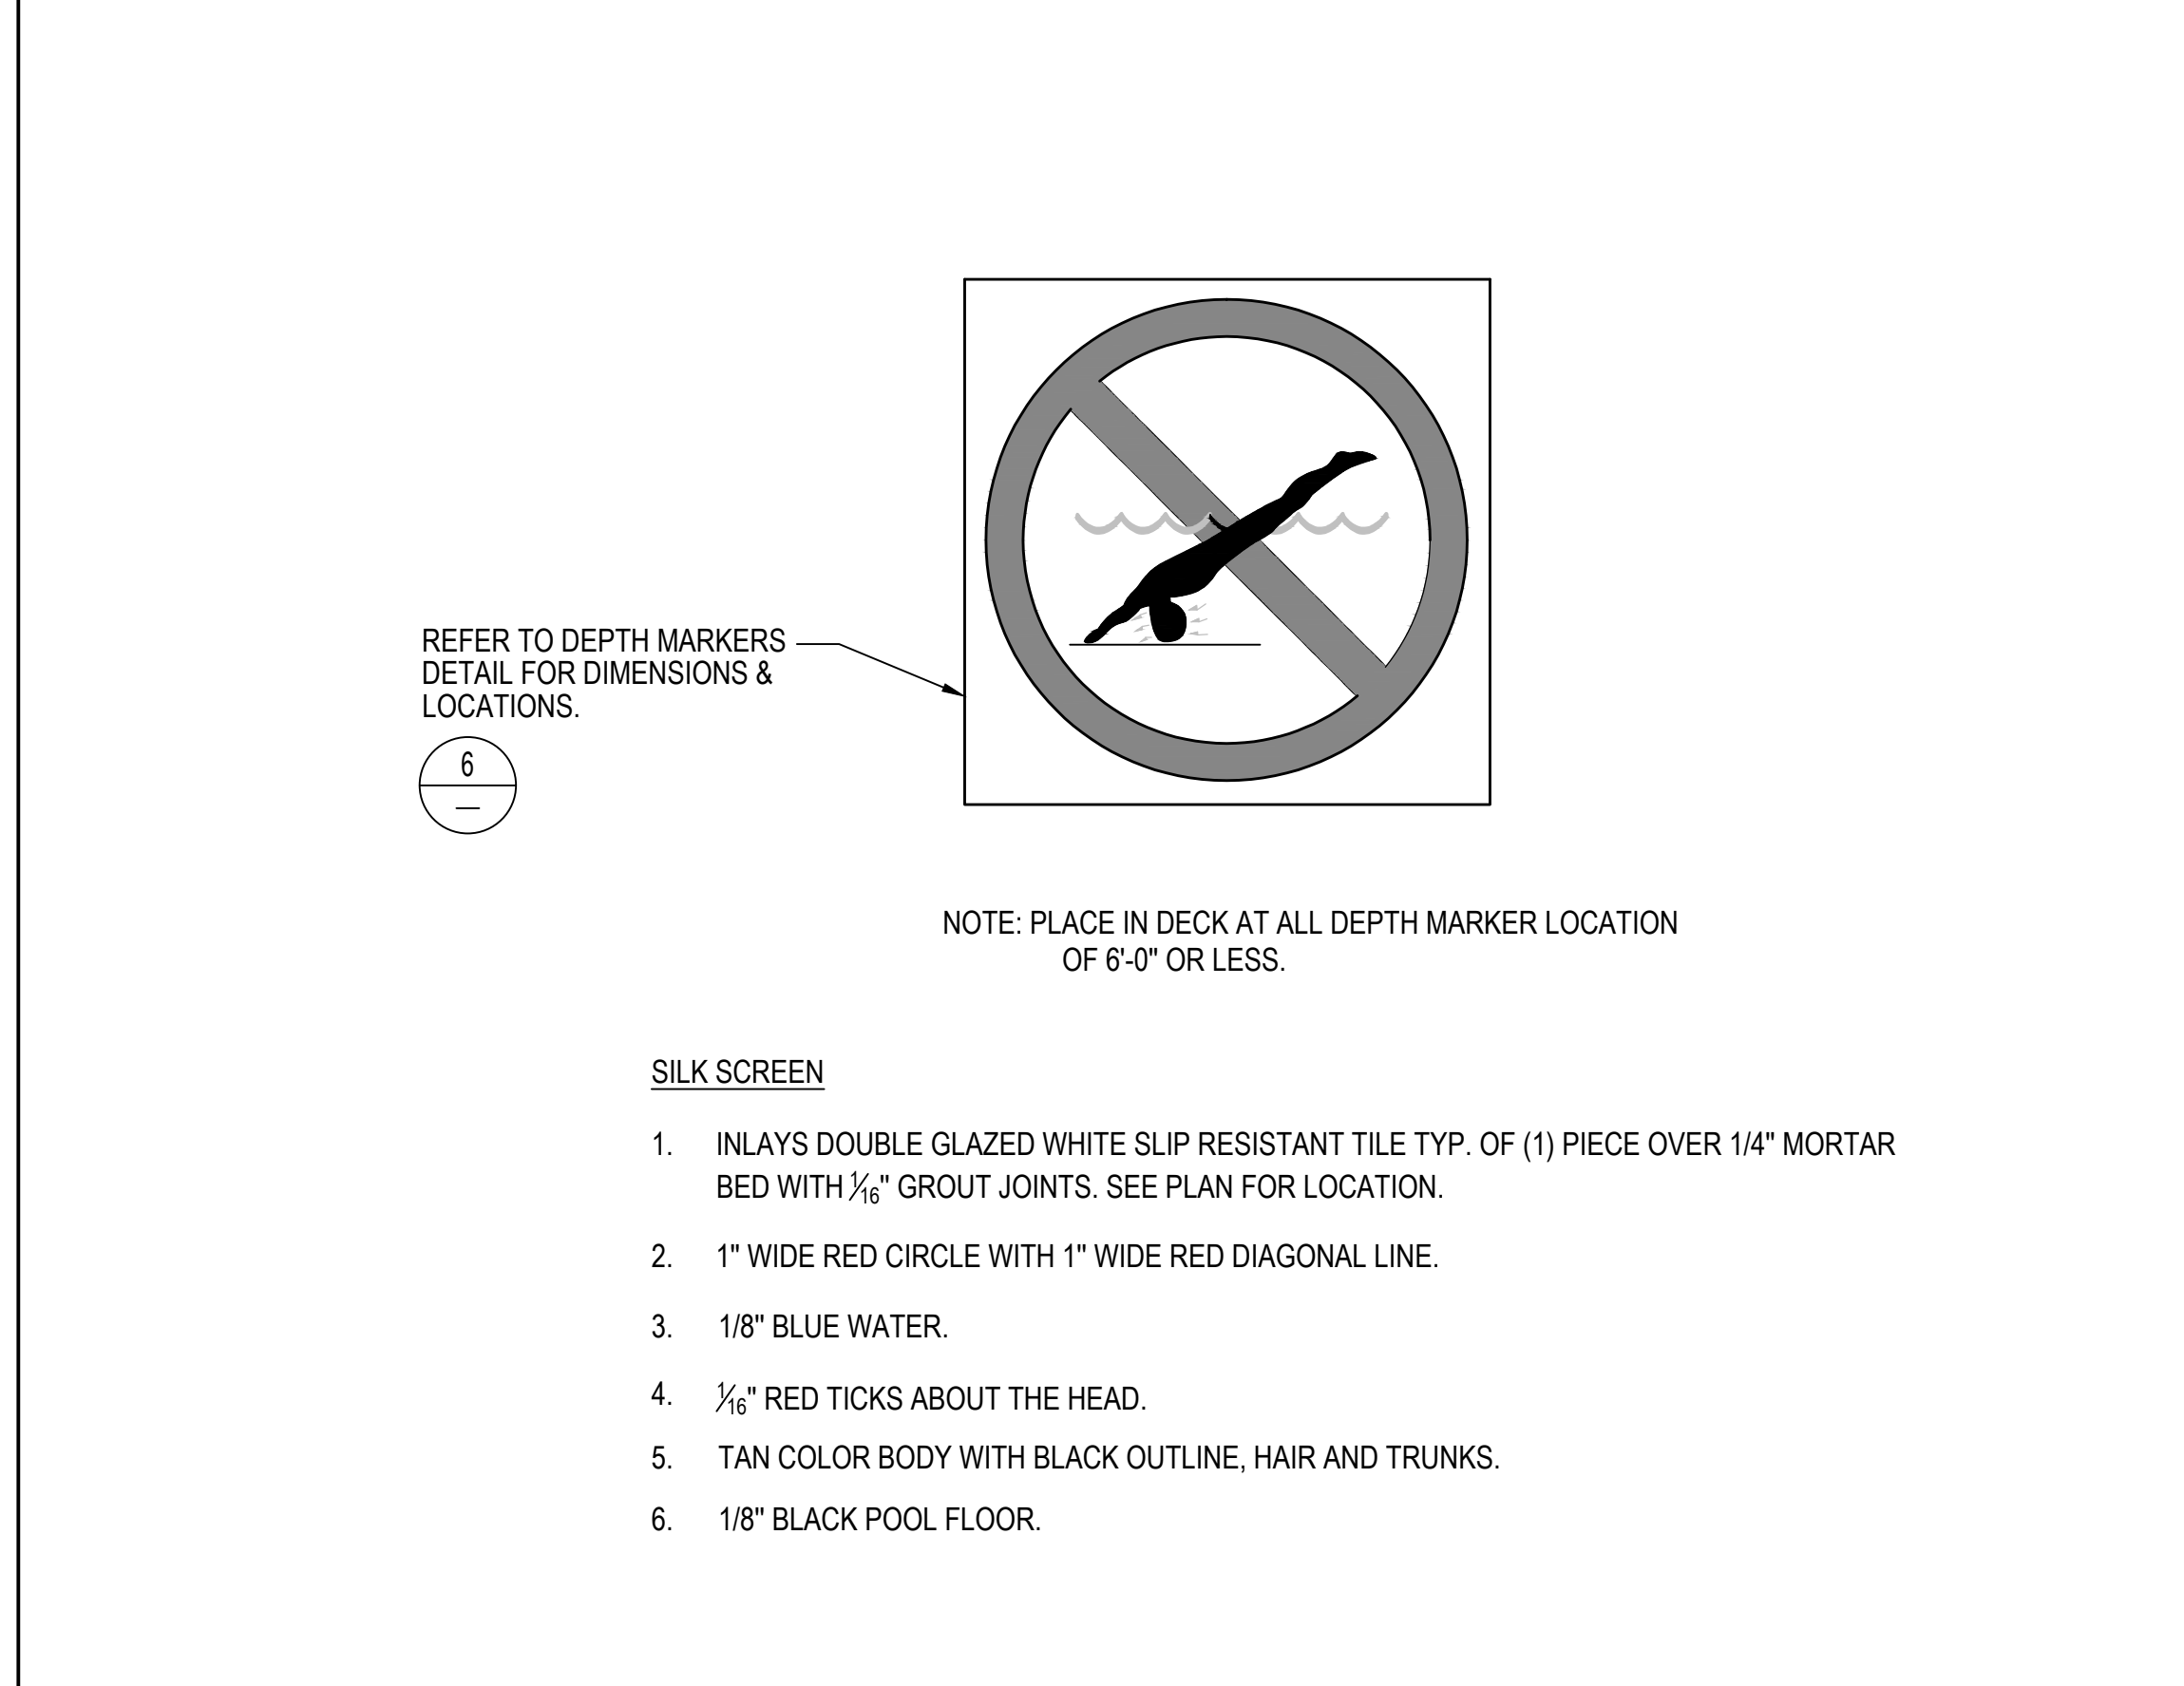 REFER TO DEPTH MARKERS
DETAIL FOR DIMENSIONS &
LOCATIONS.
6
—
NOTE: PLACE IN DECK AT ALL DEPTH MARKER LOCATION
OF 6'-0" OR LESS.
SILK SCREEN
1. INLAYS DOUBLE GLAZED WHITE SLIP RESISTANT TILE TYP. OF (1) PIECE OVER 1/4" MORTAR
BED WITH 1/16" GROUT JOINTS. SEE PLAN FOR LOCATION.
2. 1" WIDE RED CIRCLE WITH 1" WIDE RED DIAGONAL LINE.
3. 1/8" BLUE WATER.
4. 1/16" RED TICKS ABOUT THE HEAD.
5. TAN COLOR BODY WITH BLACK OUTLINE, HAIR AND TRUNKS.
6. 1/8" BLACK POOL FLOOR.